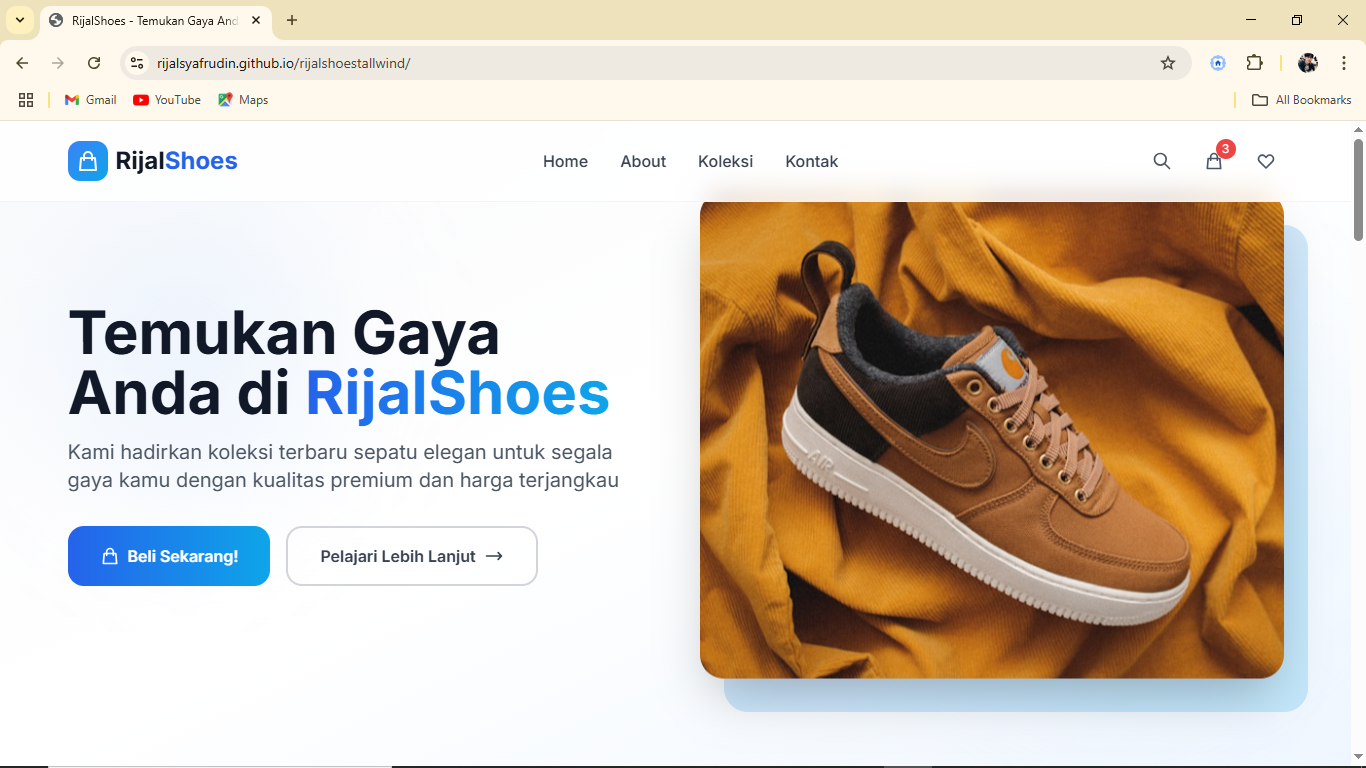 RijalShoes - Temukan Gaya And
rijalsyafrudin.github.io/rijalshoestallwind/
Gmail YouTube Maps All Bookmarks
RijalShoes Home About Koleksi Kontak 3
Temukan Gaya
Anda di RijalShoes
Kami hadirkan koleksi terbaru sepatu elegan untuk segala
gaya kamu dengan kualitas premium dan harga terjangkau
Beli Sekarang! Pelajari Lebih Lanjut →
AIR